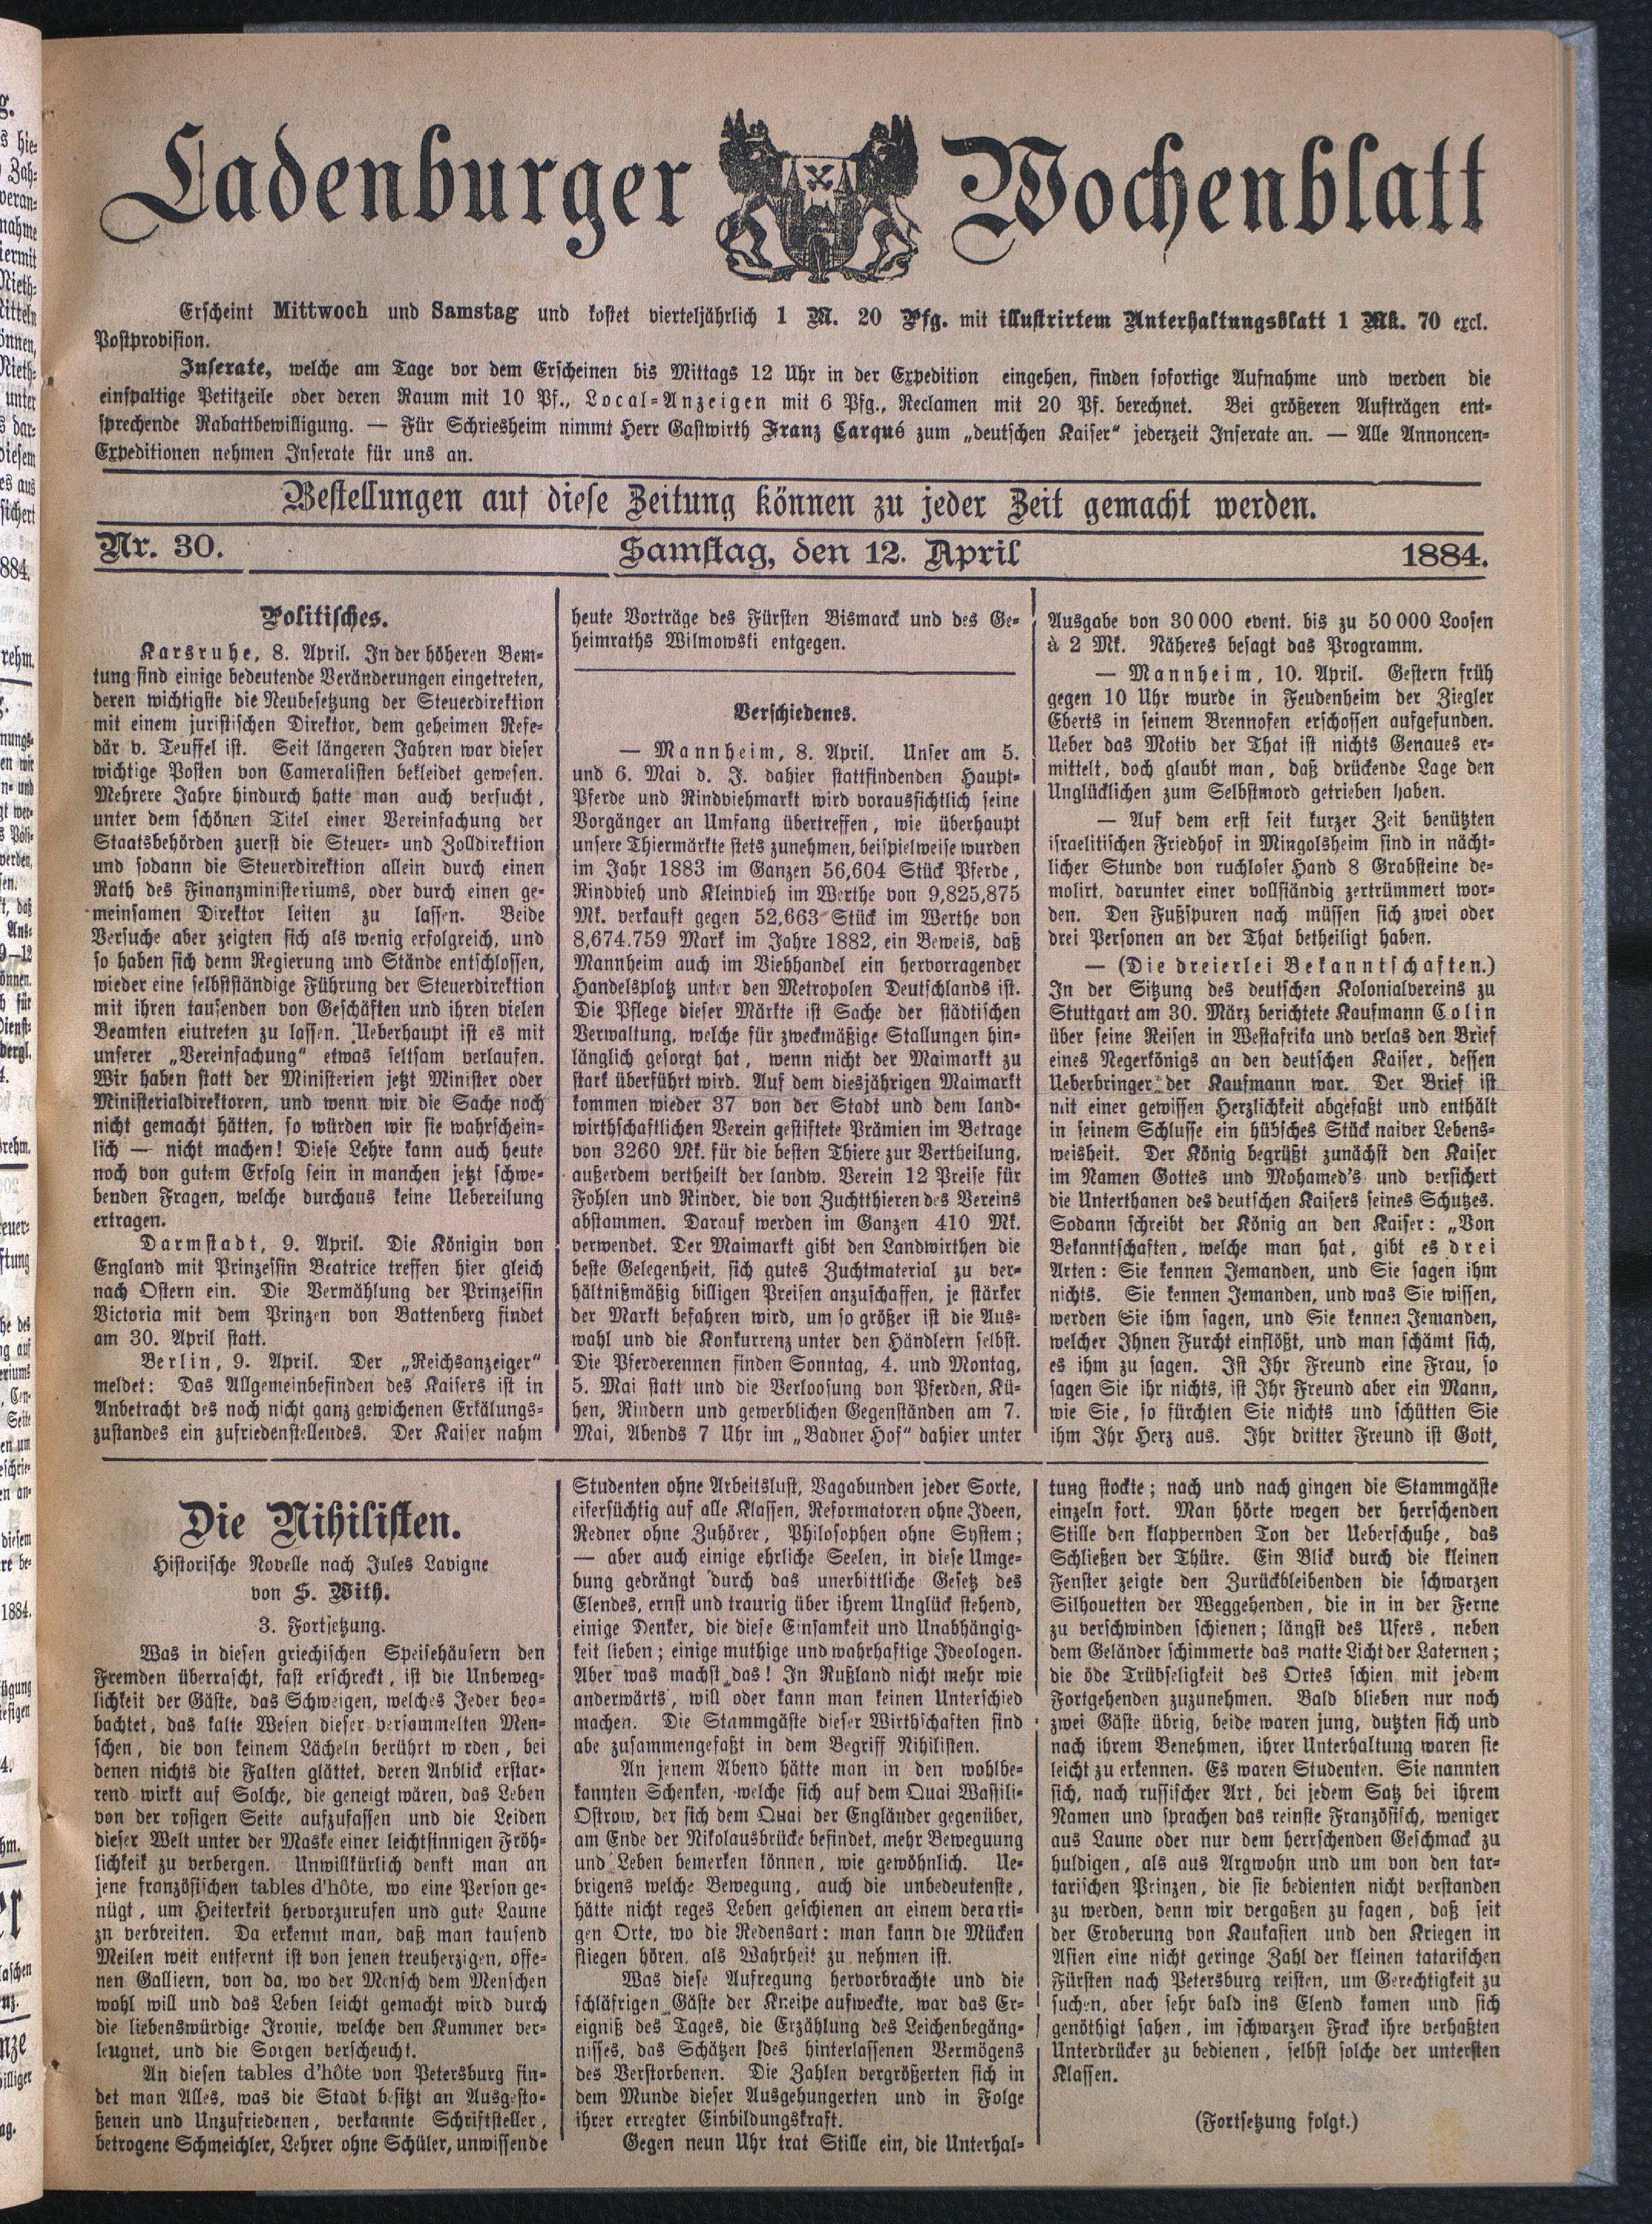 Ladenburger Wochenblatt
Erscheint Mittwoch und Samstag und kostet vierteljährlich 1 M. 20 Pfg. mit illustrirtem Unterhaltungsblatt 1 Mk. 70 excl.
Postprovision.
Inserate, welche am Tage vor dem Erscheinen bis Mittags 12 Uhr in der Expedition eingehen, finden sofortige Aufnahme und werden die
einspaltige Petitzeile oder deren Raum mit 10 Pf., Local-Anzeigen mit 6 Pfg., Reclamen mit 20 Pf. berechnet. Bei größeren Aufträgen ent-
sprechende Rabattbewilligung. — Für Schriesheim nimmt Herr Gastwirth Franz Carqué zum „deutschen Kaiser“ jederzeit Inserate an. — Alle Annoncen-
Expeditionen nehmen Inserate für uns an.
Bestellungen auf diese Zeitung können zu jeder Zeit gemacht werden.
Nr. 30. Samstag, den 12. April 1884.
Politisches.
Karsruhe, 8. April. In der höheren Bem-
tung sind einige bedeutende Veränderungen eingetreten,
deren wichtigste die Neubesetzung der Steuerdirektion
mit einem juristischen Direktor, dem geheimen Refe-
där v. Teuffel ist. Seit längeren Jahren war dieser
wichtige Posten von Cameralisten bekleidet gewesen.
Mehrere Jahre hindurch hatte man auch versucht,
unter dem schönen Titel einer Vereinfachung der
Staatsbehörden zuerst die Steuer- und Zolldirektion
und sodann die Steuerdirektion allein durch einen
Rath des Finanzministeriums, oder durch einen ge-
meinsamen Direktor leiten zu lassen. Beide
Versuche aber zeigten sich als wenig erfolgreich, und
so haben sich denn Regierung und Stände entschlossen,
wieder eine selbstständige Führung der Steuerdirektion
mit ihren tausenden von Geschäften und ihren vielen
Beamten eintreten zu lassen. Ueberhaupt ist es mit
unserer „Vereinfachung“ etwas seltsam verlaufen.
Wir haben statt der Ministerien jetzt Minister oder
Ministerialdirektoren, und wenn wir die Sache noch
nicht gemacht hätten, so würden wir sie wahrschein-
lich — nicht machen! Diese Lehre kann auch heute
noch von gutem Erfolg sein in manchen jetzt schwe-
benden Fragen, welche durchaus keine Uebereilung
ertragen.
Darmstadt, 9. April. Die Königin von
England mit Prinzessin Beatrice treffen hier gleich
nach Ostern ein. Die Vermählung der Prinzessin
Victoria mit dem Prinzen von Battenberg findet
am 30. April statt.
Berlin, 9. April. Der „Reichsanzeiger“
meldet: Das Allgemeinbefinden des Kaisers ist in
Anbetracht des noch nicht ganz gewichenen Erkälungs-
zustandes ein zufriedenstellendes. Der Kaiser nahm
heute Vorträge des Fürsten Bismarck und des Ge-
heimraths Wilmowski entgegen.
Verschiedenes.
— Mannheim, 8. April. Unser am 5.
und 6. Mai d. J. dahier stattfindenden Haupt-
Pferde und Rindviehmarkt wird voraussichtlich seine
Vorgänger an Umfang übertreffen, wie überhaupt
unsere Thiermärkte stets zunehmen, beispielweise wurden
im Jahr 1883 im Ganzen 56,604 Stück Pferde,
Rindvieh und Kleinvieh im Werthe von 9,825,875
Mk. verkauft gegen 52,663 Stück im Werthe von
8,674.759 Mark im Jahre 1882, ein Beweis, daß
Mannheim auch im Viehhandel ein hervorragender
Handelsplatz unter den Metropolen Deutschlands ist.
Die Pflege dieser Märkte ist Sache der städtischen
Verwaltung, welche für zweckmäßige Stallungen hin-
länglich gesorgt hat, wenn nicht der Maimarkt zu
stark überführt wird. Auf dem diesjährigen Maimarkt
kommen wieder 37 von der Stadt und dem land-
wirthschaftlichen Verein gestiftete Prämien im Betrage
von 3260 Mk. für die besten Thiere zur Vertheilung,
außerdem vertheilt der landw. Verein 12 Preise für
Fohlen und Rinder, die von Zuchtthieren des Vereins
abstammen. Darauf werden im Ganzen 410 Mk.
verwendet. Der Maimarkt gibt den Landwirthen die
beste Gelegenheit, sich gutes Zuchtmaterial zu ver-
hältnißmäßig billigen Preisen anzuschaffen, je stärker
der Markt befahren wird, um so größer ist die Aus-
wahl und die Konkurrenz unter den Händlern selbst.
Die Pferderennen finden Sonntag, 4. und Montag,
5. Mai statt und die Verloosung von Pferden, Kü-
hen, Rindern und gewerblichen Gegenständen am 7.
Mai, Abends 7 Uhr im „Badner Hof“ dahier unter
Ausgabe von 30 000 event. bis zu 50 000 Loosen
à 2 Mk. Näheres besagt das Programm.
— Mannheim, 10. April. Gestern früh
gegen 10 Uhr wurde in Feudenheim der Ziegler
Eberts in seinem Brennofen erschossen aufgefunden.
Ueber das Motiv der That ist nichts Genaues er-
mittelt, doch glaubt man, daß drückende Lage den
Unglücklichen zum Selbstmord getrieben haben.
— Auf dem erst seit kurzer Zeit benützten
israelitischen Friedhof in Mingolsheim sind in nächt-
licher Stunde von ruchloser Hand 8 Grabsteine de-
molirt, darunter einer vollständig zertrümmert wor-
den. Den Fußspuren nach müssen sich zwei oder
drei Personen an der That betheiligt haben.
— (Die dreierlei Bekanntschaften.)
In der Sitzung des deutschen Kolonialvereins zu
Stuttgart am 30. März berichtete Kaufmann Colin
über seine Reisen in Westafrika und verlas den Brief
eines Negerkönigs an den deutschen Kaiser, dessen
Ueberbringer der Kaufmann war. Der Brief ist
mit einer gewissen Herzlichkeit abgefaßt und enthält
in seinem Schlusse ein hübsches Stück naiver Lebens-
weisheit. Der König begrüßt zunächst den Kaiser
im Namen Gottes und Mohamed's und versichert
die Unterthanen des deutschen Kaisers seines Schutzes.
Sodann schreibt der König an den Kaiser: „Von
Bekanntschaften, welche man hat, gibt es drei
Arten: Sie kennen Jemanden, und Sie sagen ihm
nichts. Sie kennen Jemanden, und was Sie wissen,
werden Sie ihm sagen, und Sie kennen Jemanden,
welcher Ihnen Furcht einflößt, und man schämt sich,
es ihm zu sagen. Ist Ihr Freund eine Frau, so
sagen Sie ihr nichts, ist Ihr Freund aber ein Mann,
wie Sie, so fürchten Sie nichts und schütten Sie
ihm Ihr Herz aus. Ihr dritter Freund ist Gott,
Die Nihilisten.
Historische Novelle nach Jules Lavigne
von S. With.
3. Fortsetzung.
Was in diesen griechischen Speisehäusern den
Fremden überrascht, fast erschreckt, ist die Unbeweg-
lichkeit der Gäste, das Schweigen, welches Jeder beo-
bachtet, das kalte Wesen dieser versammelten Men-
schen, die von keinem Lächeln berührt w rden, bei
denen nichts die Falten glättet, deren Anblick erstar-
rend wirkt auf Solche, die geneigt wären, das Leben
von der rosigen Seite aufzufassen und die Leiden
dieser Welt unter der Maske einer leichtsinnigen Fröh-
lichkeit zu verbergen. Unwillkürlich denkt man an
jene französischen tables d'hôte, wo eine Person ge-
nügt, um Heiterkeit hervorzurufen und gute Laune
zn verbreiten. Da erkennt man, daß man tausend
Meilen weit entfernt ist von jenen treuherzigen, offe-
nen Galliern, von da, wo der Mensch dem Menschen
wohl will und das Leben leicht gemacht wird durch
die liebenswürdige Ironie, welche den Kummer ver-
leugnet, und die Sorgen verscheucht.
An diesen tables d'hôte von Petersburg fin-
det man Alles, was die Stadt besitzt an Ausgesto-
ßenen und Unzufriedenen, verkannte Schriftsteller,
betrogene Schmeichler, Lehrer ohne Schüler, unwissende
Studenten ohne Arbeitslust, Vagabunden jeder Sorte,
eifersüchtig auf alle Klassen, Reformatoren ohne Ideen,
Redner ohne Zuhörer, Philosophen ohne System;
— aber auch einige ehrliche Seelen, in diese Umge-
bung gedrängt durch das unerbittliche Gesetz des
Elendes, ernst und traurig über ihrem Unglück stehend,
einige Denker, die diese Einsamkeit und Unabhängig-
keit lieben; einige muthige und wahrhaftige Ideologen.
Aber was machst das! In Rußland nicht mehr wie
anderwärts, will oder kann man keinen Unterschied
machen. Die Stammgäste dieser Wirthschaften sind
abe zusammengefaßt in dem Begriff Nihilisten.
An jenem Abend hätte man in den wohlbe-
kannten Schenken, welche sich auf dem Quai Wassili-
Ostrow, der sich dem Quai der Engländer gegenüber,
am Ende der Nikolausbrücke befindet, mehr Beweguung
und Leben bemerken können, wie gewöhnlich. Ue-
brigens welche Bewegung, auch die unbedeutenste,
hätte nicht reges Leben geschienen an einem derarti-
gen Orte, wo die Redensart: man kann die Mücken
fliegen hören, als Wahrheit zu nehmen ist.
Was diese Aufregung hervorbrachte und die
schläfrigen Gäste der Kneipe aufweckte, war das Er-
eigniß des Tages, die Erzählung des Leichenbegäng-
nisses, das Schätzen des hinterlassenen Vermögens
des Verstorbenen. Die Zahlen vergrößerten sich in
dem Munde dieser Ausgehungerten und in Folge
ihrer erregter Einbildungskraft.
Gegen neun Uhr trat Stille ein, die Unterhal-
tung stockte; nach und nach gingen die Stammgäste
einzeln fort. Man hörte wegen der herrschenden
Stille den klappernden Ton der Ueberschuhe, das
Schließen der Thüre. Ein Blick durch die kleinen
Fenster zeigte den Zurückbleibenden die schwarzen
Silhouetten der Weggehenden, die in in der Ferne
zu verschwinden schienen; längst des Ufers, neben
dem Geländer schimmerte das matte Licht der Laternen;
die öde Trübseligkeit des Ortes schien mit jedem
Fortgehenden zuzunehmen. Bald blieben nur noch
zwei Gäste übrig, beide waren jung, dutzten sich und
nach ihrem Benehmen, ihrer Unterhaltung waren sie
leicht zu erkennen. Es waren Studenten. Sie nannten
sich, nach russischer Art, bei jedem Satz bei ihrem
Namen und sprachen das reinste Französisch, weniger
aus Laune oder nur dem herrschenden Geschmack zu
huldigen, als aus Argwohn und um von den tar-
tarischen Prinzen, die sie bedienten nicht verstanden
zu werden, denn wir vergaßen zu sagen, daß seit
der Eroberung von Kaukasien und den Kriegen in
Asien eine nicht geringe Zahl der kleinen tatarischen
Fürsten nach Petersburg reisten, um Gerechtigkeit zu
suchen, aber sehr bald ins Elend kamen und sich
genöthigt sahen, im schwarzen Frack ihre verhaßten
Unterdrücker zu bedienen, selbst solche der untersten
Klassen.
(Fortsetzung folgt.)